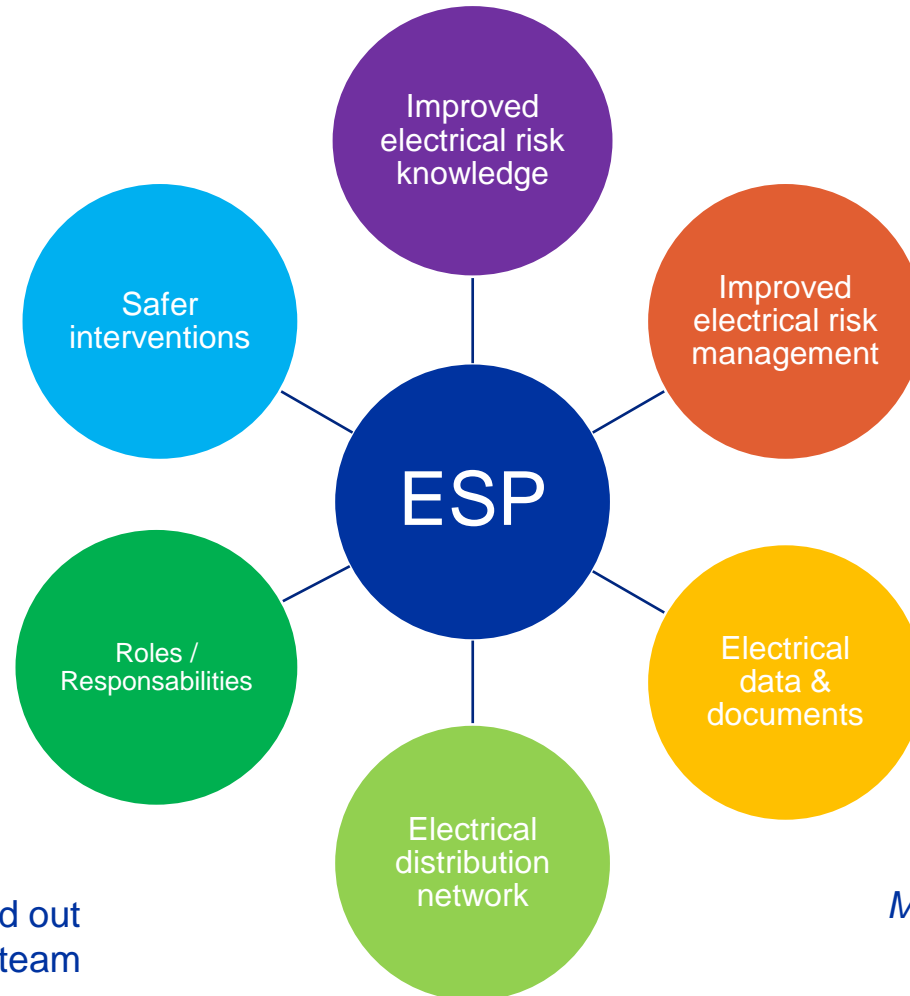 Improved
electrical risk
knowledge
Safer
interventions
Improved
electrical risk
management
ESP
Roles /
Responsabilities
Electrical
data &
documents
Electrical
distribution
network
d out
team
M